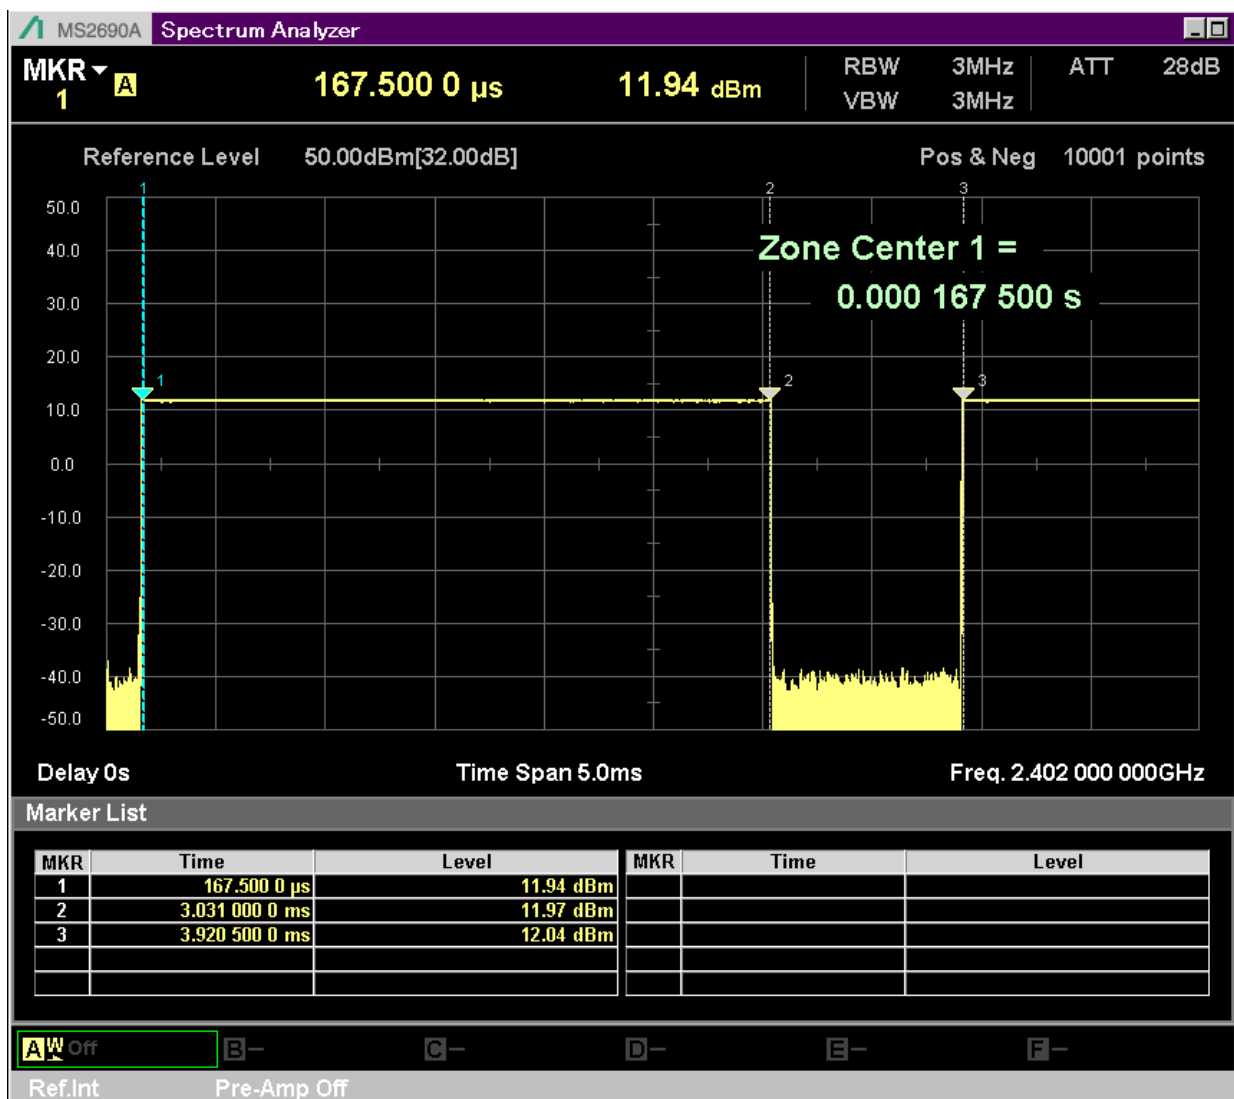 MS2690A Spectrum Analyzer
MKR A 167.500 0 µs 11.94 dBm RBW 3MHz ATT 28dB
1 VBW 3MHz
Reference Level 50.00dBm[32.00dB] Pos & Neg 10001 points
1 2 3
50.0
40.0 Zone Center 1 =
30.0 0.000 167 500 s
20.0
1 2 3
10.0
0.0
-10.0
-20.0
-30.0
-40.0
-50.0
Delay 0s Time Span 5.0ms Freq. 2.402 000 000GHz
Marker List
MKR Time Level MKR Time Level
1 167.500 0 µs 11.94 dBm
2 3.031 000 0 ms 11.97 dBm
3 3.920 500 0 ms 12.04 dBm
A W Off B – C – D – E – F –
Ref.Int Pre-Amp Off